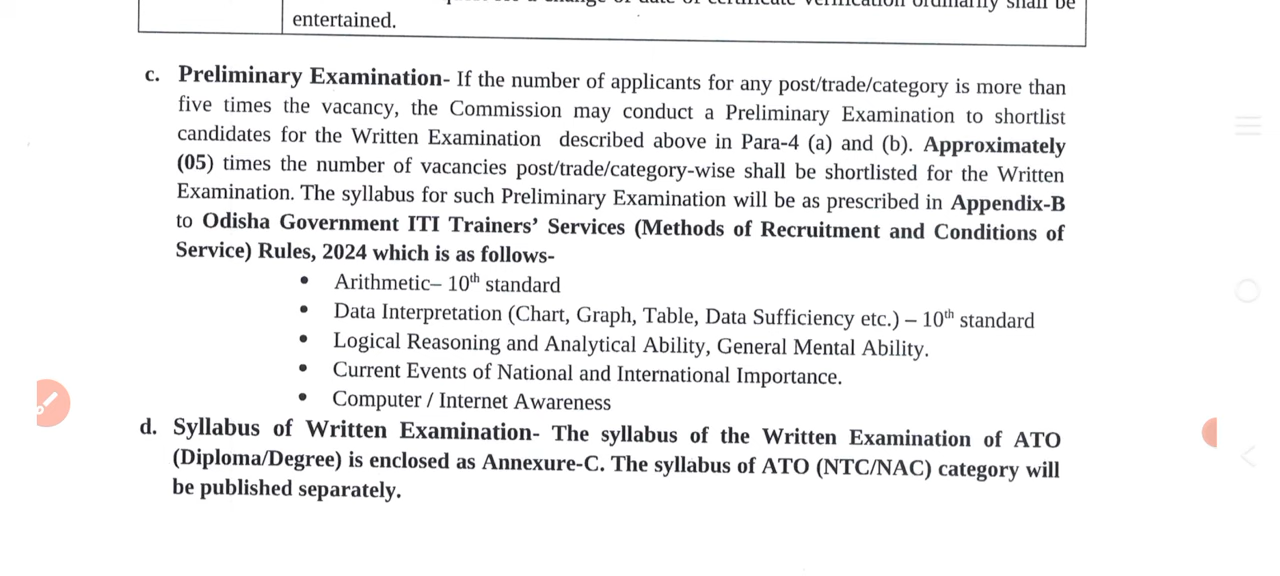 ordinarily shall be
entertained.
c. Preliminary Examination- If the number of applicants for any post/trade/category is more than
five times the vacancy, the Commission may conduct a Preliminary Examination to shortlist
candidates for the Written Examination described above in Para-4 (a) and (b). Approximately
(05) times the number of vacancies post/trade/category-wise shall be shortlisted for the Written
Examination. The syllabus for such Preliminary Examination will be as prescribed in Appendix-B
to Odisha Government ITI Trainers’ Services (Methods of Recruitment and Conditions of
Service) Rules, 2024 which is as follows-
• Arithmetic– 10th standard
• Data Interpretation (Chart, Graph, Table, Data Sufficiency etc.) – 10th standard
• Logical Reasoning and Analytical Ability, General Mental Ability.
• Current Events of National and International Importance.
• Computer / Internet Awareness
d. Syllabus of Written Examination- The syllabus of the Written Examination of ATO
(Diploma/Degree) is enclosed as Annexure-C. The syllabus of ATO (NTC/NAC) category will
be published separately.